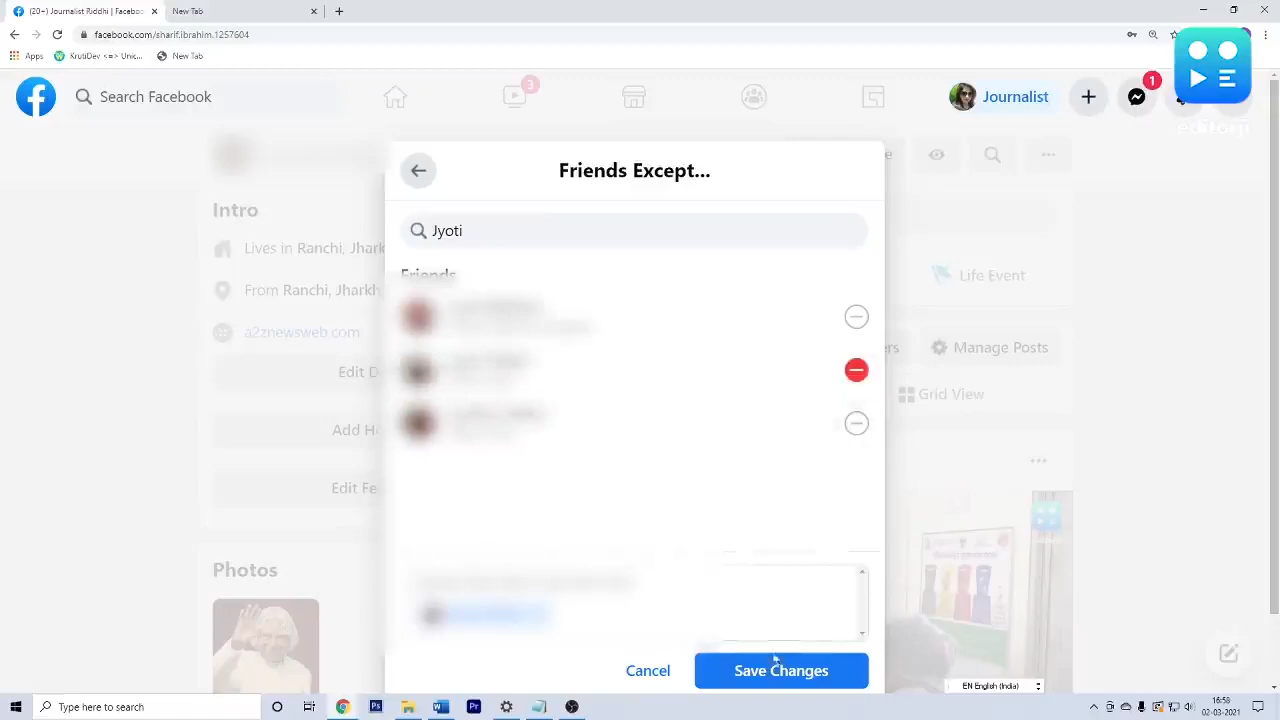 (20+) Journalist Riddhi | Facebook
New Tab
facebook.com/sharif.ibrahim.1257604
Apps
KrutiDev <=> Unic...
New Tab
Search Facebook
3
Journalist
1
Friends Except...
Intro
Jyoti
Lives in Ranchi, Jhark
Friends
Life Event
From Ranchi, Jharkh
a2znewsweb.com
Manage Posts
Edit D
Grid View
Add H
Edit Fe
Photos
Cancel
Save Changes
EN English (India)
Type here to search
16:58
02-03-2021